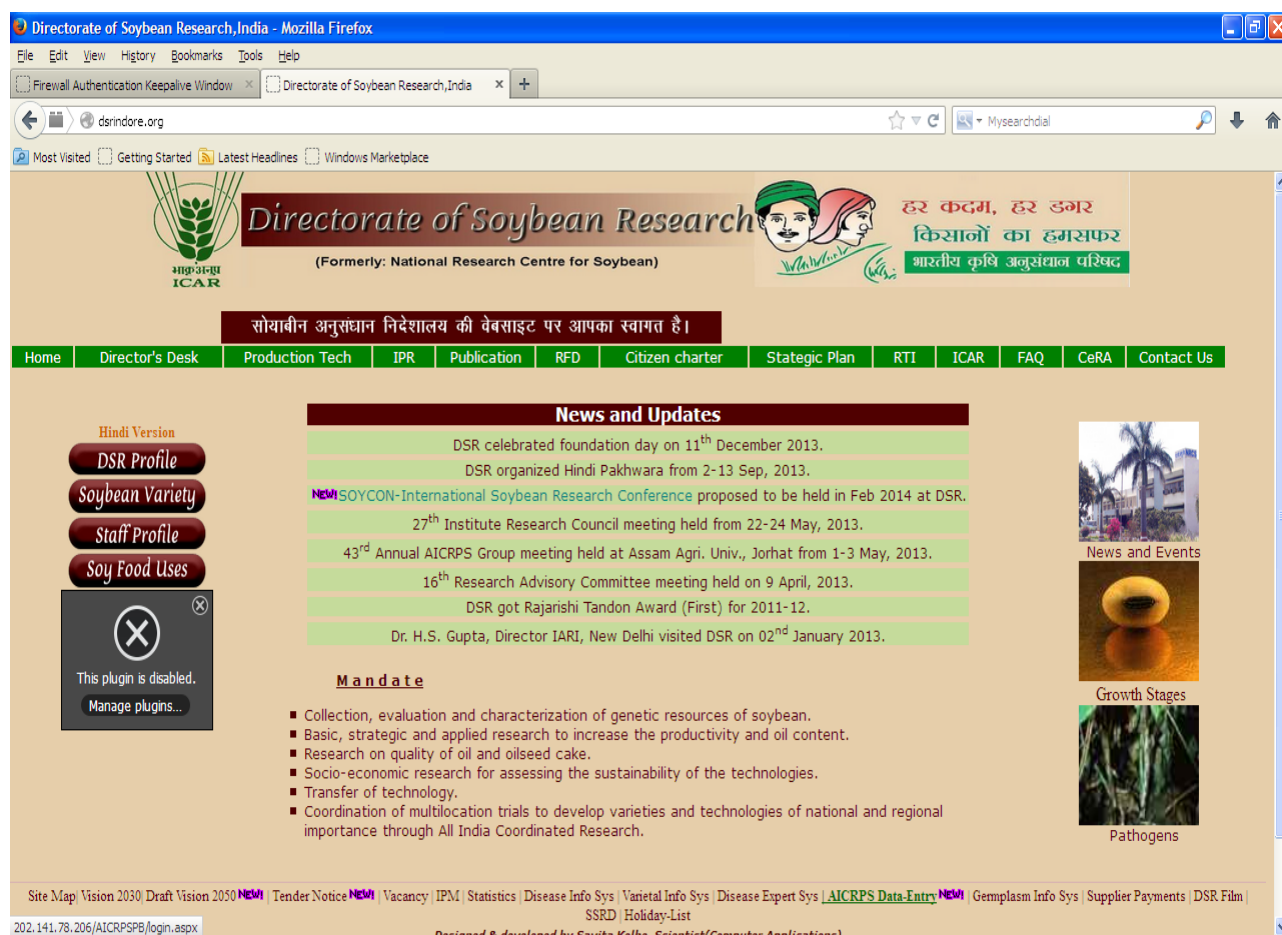 Directorate of Soybean Research,India - Mozilla Firefox
File Edit View History Bookmarks Tools Help
Firewall Authentication Keepalive Window
Directorate of Soybean Research,India
dsrindore.org
Mysearchdial
Most Visited Getting Started Latest Headlines Windows Marketplace
Directorate of Soybean Research
(Formerly: National Research Centre for Soybean)
भाकृअनुप
ICAR
हर कदम, हर डगर
किसानों का हमसफर
भारतीय कृषि अनुसंधान परिषद
सोयाबीन अनुसंधान निदेशालय की वेबसाइट पर आपका स्वागत है।
Home Director's Desk Production Tech IPR Publication RFD Citizen charter Stategic Plan RTI ICAR FAQ CeRA Contact Us
Hindi Version
DSR Profile
Soybean Variety
Staff Profile
Soy Food Uses
This plugin is disabled.
Manage plugins...
News and Updates
DSR celebrated foundation day on 11th December 2013.
DSR organized Hindi Pakhwara from 2-13 Sep, 2013.
NEW! SOYCON-International Soybean Research Conference proposed to be held in Feb 2014 at DSR.
27th Institute Research Council meeting held from 22-24 May, 2013.
43rd Annual AICRPS Group meeting held at Assam Agri. Univ., Jorhat from 1-3 May, 2013.
16th Research Advisory Committee meeting held on 9 April, 2013.
DSR got Rajarishi Tandon Award (First) for 2011-12.
Dr. H.S. Gupta, Director IARI, New Delhi visited DSR on 02nd January 2013.
Mandate
Collection, evaluation and characterization of genetic resources of soybean.
Basic, strategic and applied research to increase the productivity and oil content.
Research on quality of oil and oilseed cake.
Socio-economic research for assessing the sustainability of the technologies.
Transfer of technology.
Coordination of multilocation trials to develop varieties and technologies of national and regional
importance through All India Coordinated Research.
News and Events
Growth Stages
Pathogens
Site Map| Vision 2030| Draft Vision 2050 NEW! | Tender Notice NEW! | Vacancy | IPM | Statistics | Disease Info Sys | Varietal Info Sys | Disease Expert Sys | AICRPS Data-Entry NEW! | Germplasm Info Sys | Supplier Payments | DSR Film |
SSRD | Holiday-List
Designed & developed by Savita Kolhe, Scientist(Computer Applications)
202.141.78.206/AICRPSPB/login.aspx